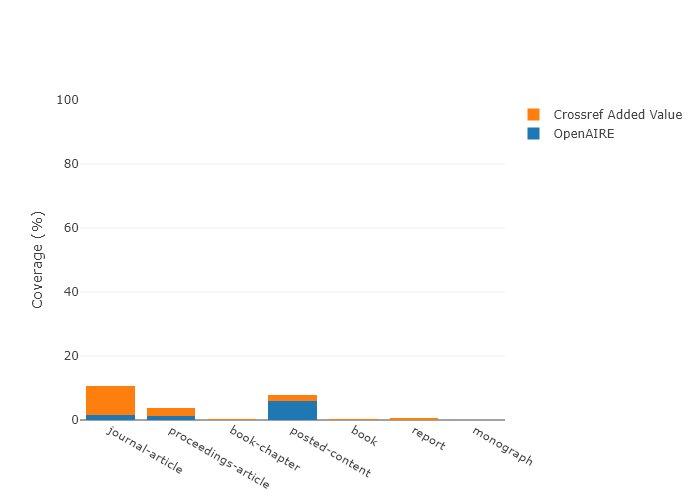 100
80
60
40
20
0
Coverage (%)
journal-article
proceedings-article
book-chapter
posted-content
book
report
monograph
Crossref Added Value
OpenAIRE